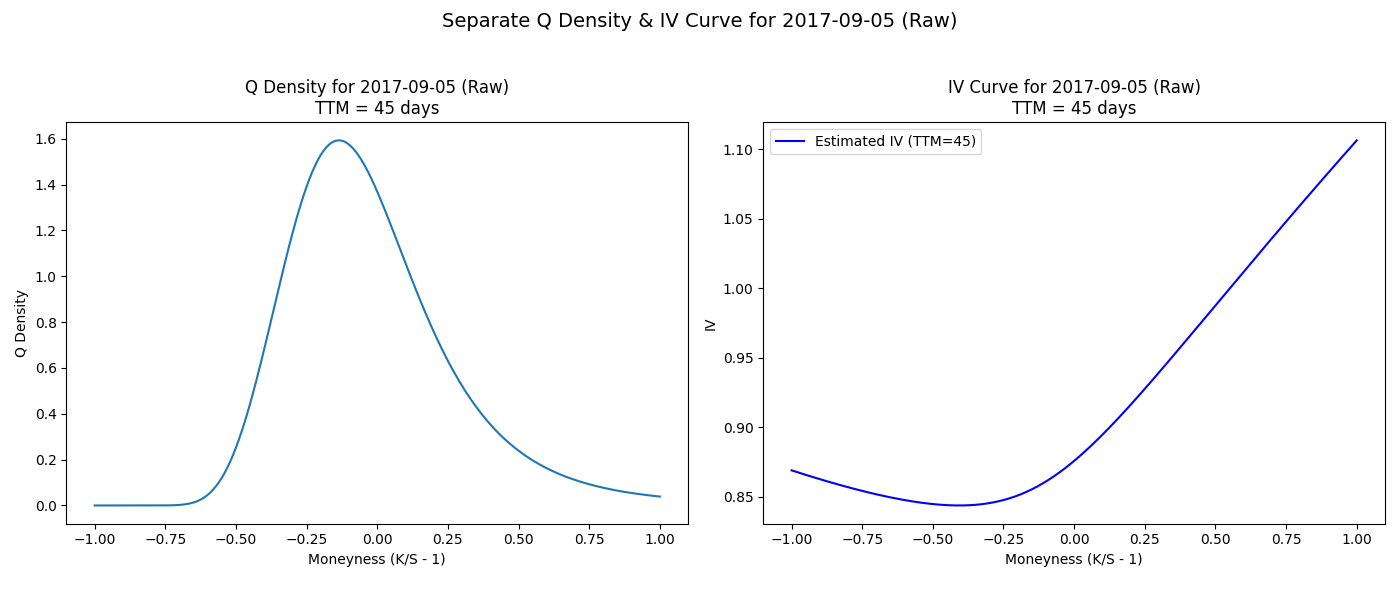 Separate Q Density & IV Curve for 2017-09-05 (Raw)
Q Density for 2017-09-05 (Raw)
TTM = 45 days
Q Density
1.6
1.4
1.2
1.0
0.8
0.6
0.4
0.2
0.0
−1.00 −0.75 −0.50 −0.25 0.00 0.25 0.50 0.75 1.00
Moneyness (K/S - 1)
IV Curve for 2017-09-05 (Raw)
TTM = 45 days
Estimated IV (TTM=45)
IV
1.10
1.05
1.00
0.95
0.90
0.85
−1.00 −0.75 −0.50 −0.25 0.00 0.25 0.50 0.75 1.00
Moneyness (K/S - 1)